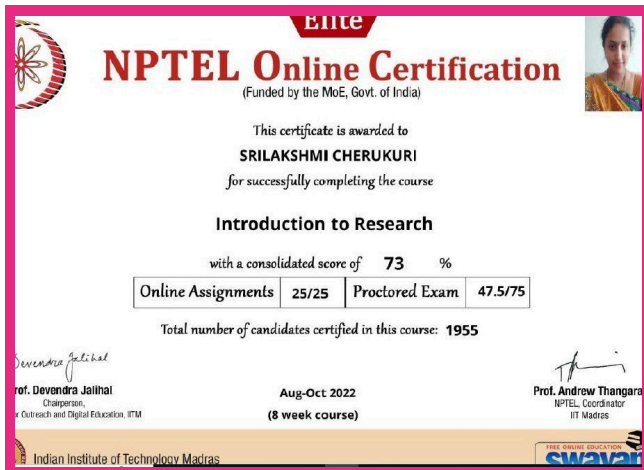 Elite
NPTEL Online Certification
(Funded by the MoE, Govt. of India)
This certificate is awarded to
SRILAKSHMI CHERUKURI
for successfully completing the course
Introduction to Research
with a consolidated score of 73 %
Online Assignments 25/25 Proctored Exam 47.5/75
Total number of candidates certified in this course: 1955
Devendra Jalihal
rof. Devendra Jalihal
Chairperson,
r Outreach and Digital Education, IITM
Aug-Oct 2022
(8 week course)
Prof. Andrew Thangara
NPTEL, Coordinator
IIT Madras
Indian Institute of Technology Madras
FREE ONLINE EDUCATION
swayam